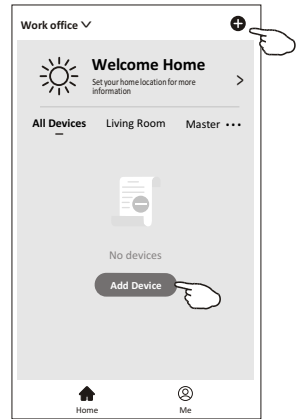 Work office
Welcome Home
Set your home location for more
information
All Devices Living Room Master
No devices
Add Device
Home Me